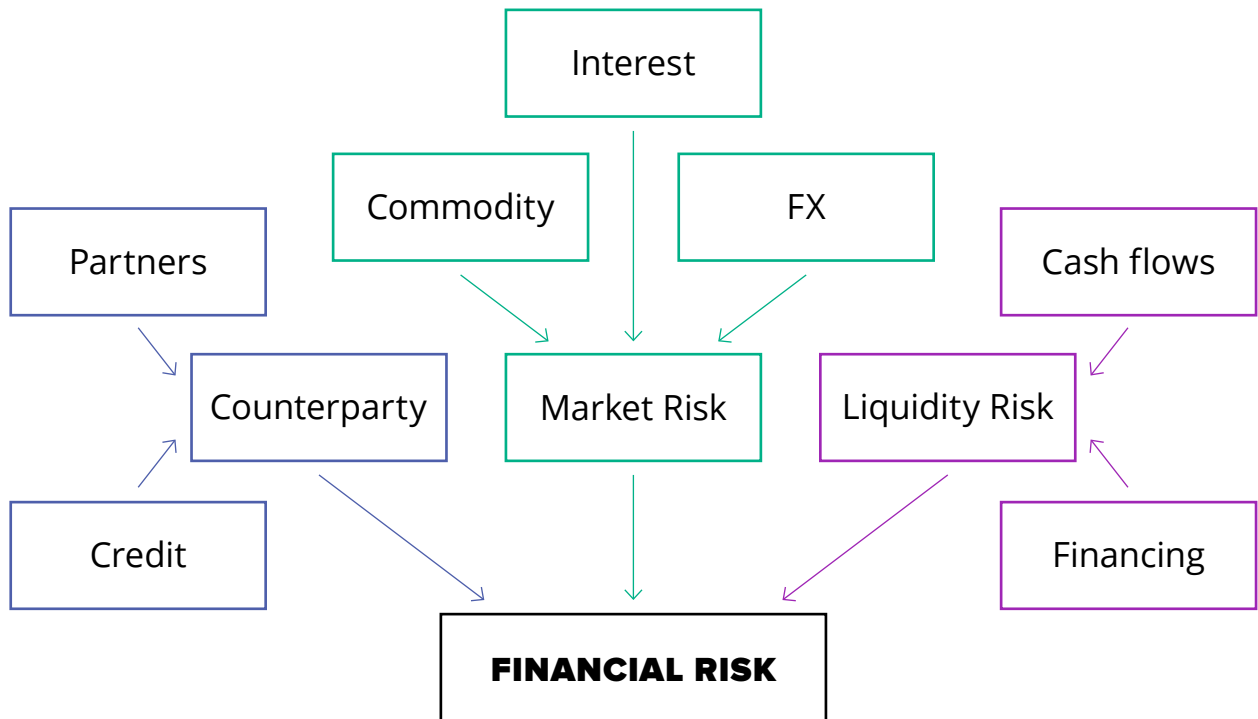 Interest
Commodity
FX
Partners
Cash flows
Counterparty
Market Risk
Liquidity Risk
Credit
Financing
FINANCIAL RISK